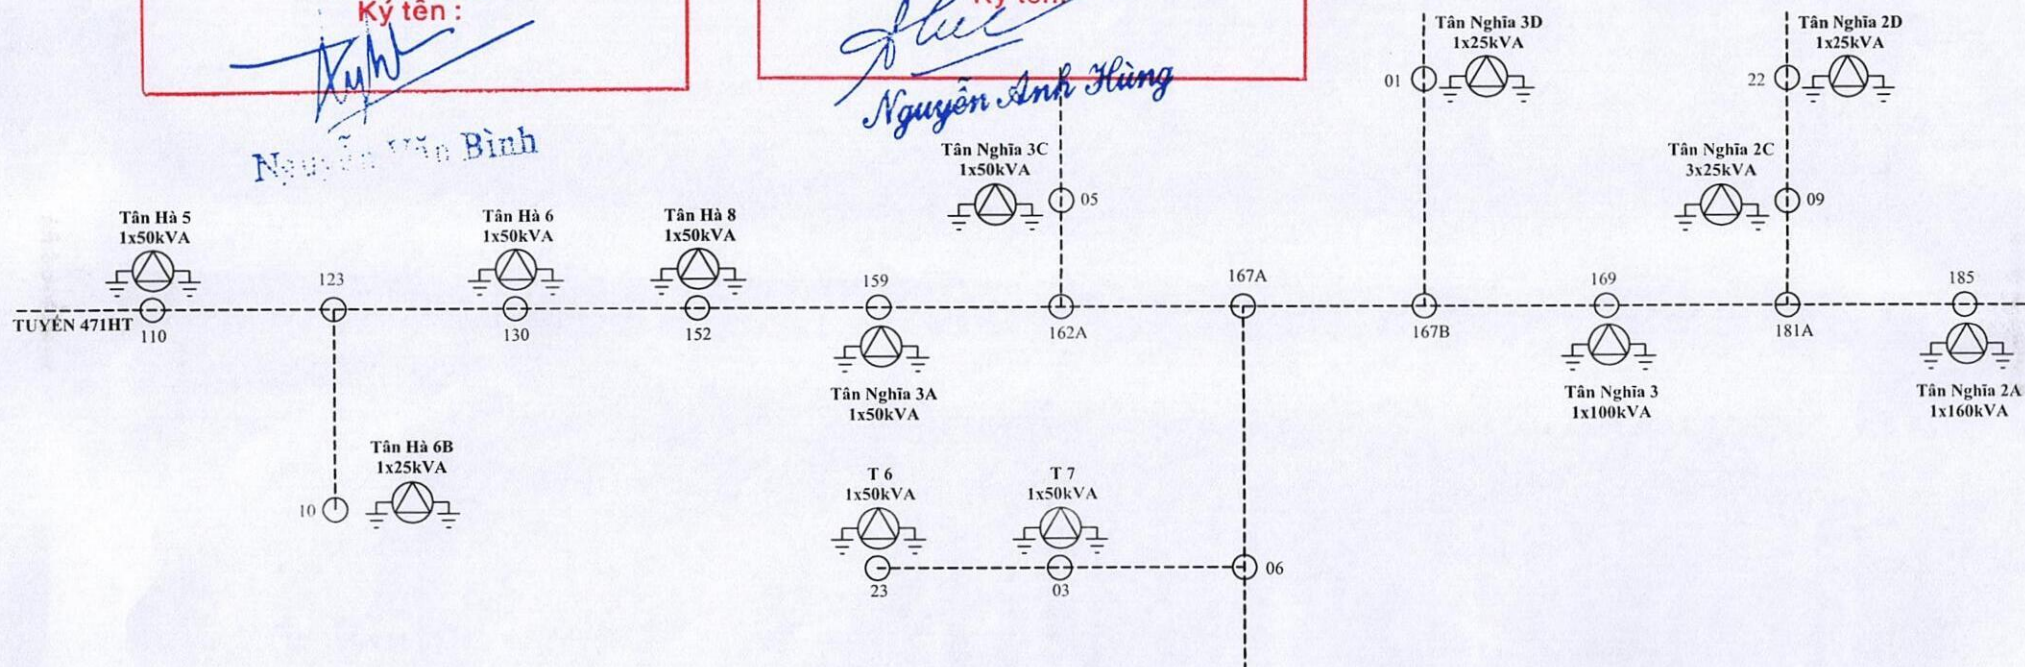 Ký tên :
Nguyễn Văn Bình
Nguyễn Anh Hùng
Tân Nghĩa 3D
1x25kVA
01
Tân Nghĩa 2D
1x25kVA
22
Tân Nghĩa 3C
1x50kVA
05
Tân Nghĩa 2C
3x25kVA
09
Tân Hà 5
1x50kVA
Tân Hà 6
1x50kVA
Tân Hà 8
1x50kVA
123
159
167A
169
185
TUYẾN 471HT
110
130
152
162A
167B
181A
Tân Nghĩa 3A
1x50kVA
Tân Nghĩa 3
1x100kVA
Tân Nghĩa 2A
1x160kVA
Tân Hà 6B
1x25kVA
10
T 6
1x50kVA
T 7
1x50kVA
23
03
06